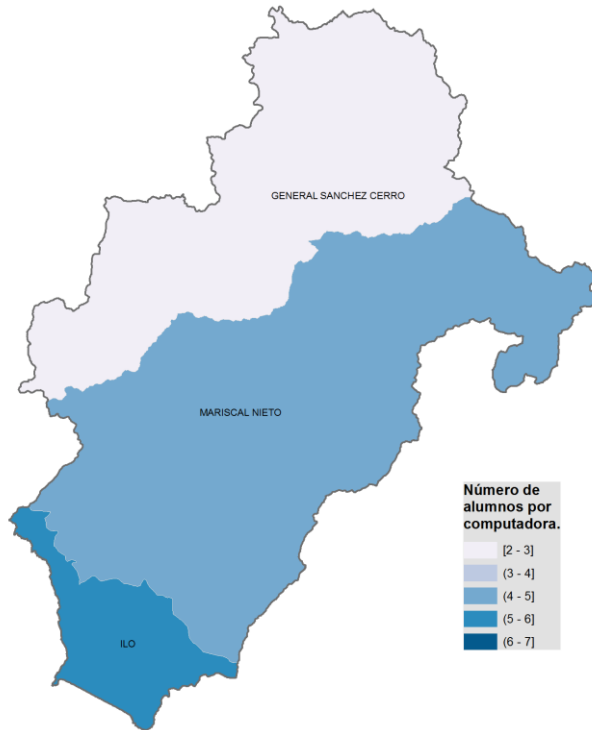 GENERAL SANCHEZ CERRO
MARISCAL NIETO
ILO
Número de
alumnos por
computadora.
[2 - 3]
(3 - 4]
(4 - 5]
(5 - 6]
(6 - 7]